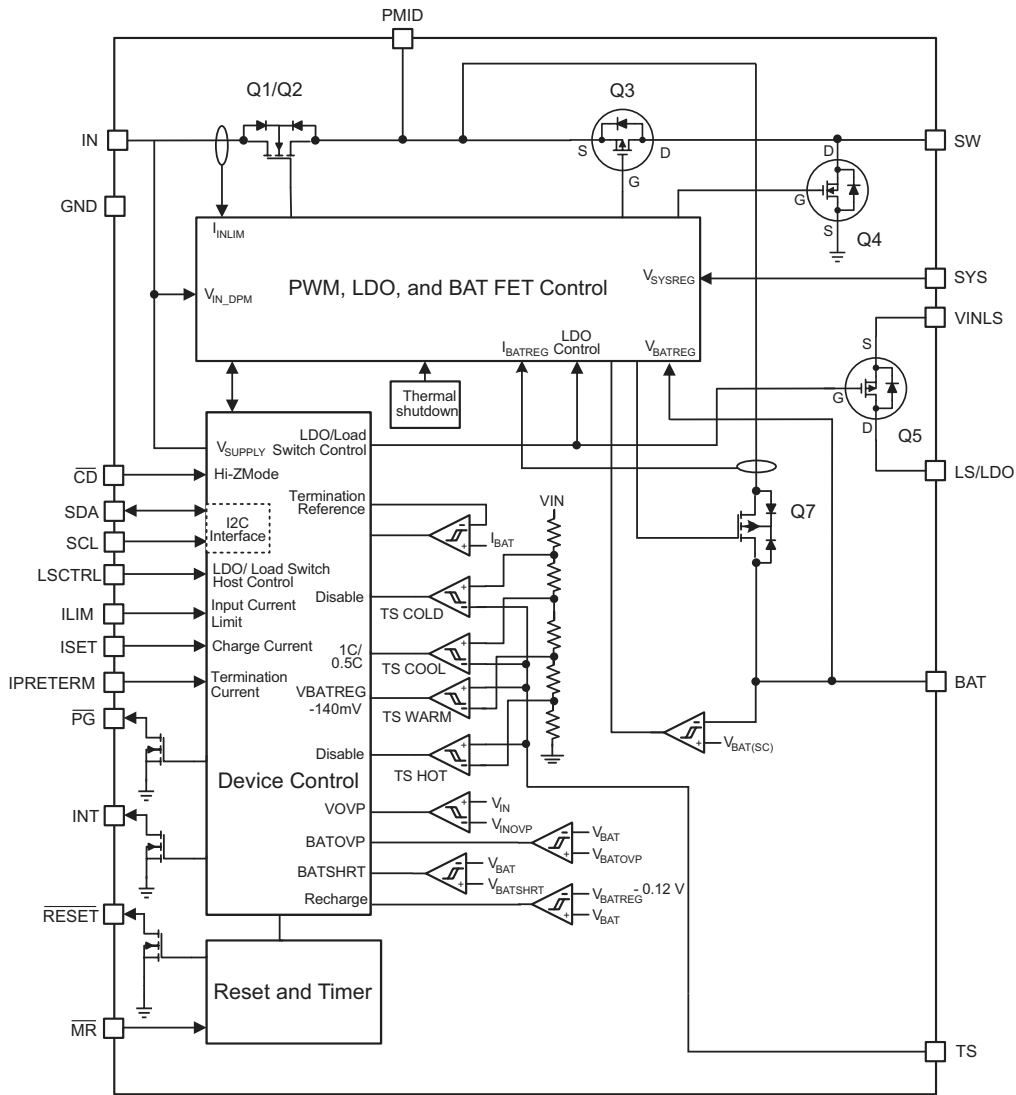 PMID
Q1/Q2
Q3
IN
S
D
G
SW
D
G
S
Q4
GND
I_INLIM
PWM, LDO, and BAT FET Control
V_SYSREG
SYS
V_IN_DPM
VINLS
I_BATREG
LDO
Control
V_BATREG
S
G
D
Q5
Thermal
shutdown
V_SUPPLY
LDO/Load
Switch Control
LS/LDO
CD
Hi-ZMode
SDA
SCL
I2C
Interface
Termination
Reference
I_BAT
VIN
Q7
LSCTRL
LDO/ Load Switch
Host Control
ILIM
Input Current
Limit
Disable
TS COLD
ISET
Charge Current
1C/
0.5C
TS COOL
IPRETERM
Termination
Current
VBATREG
-140mV
TS WARM
BAT
PG
V_BAT(SC)
Disable
TS HOT
Device Control
INT
VOVP
V_IN
V_INOVP
BATOVP
V_BAT
V_BATOVP
BATSHRT
V_BAT
V_BATSHRT
Recharge
V_BATREG - 0.12 V
V_BAT
RESET
Reset and Timer
MR
TS